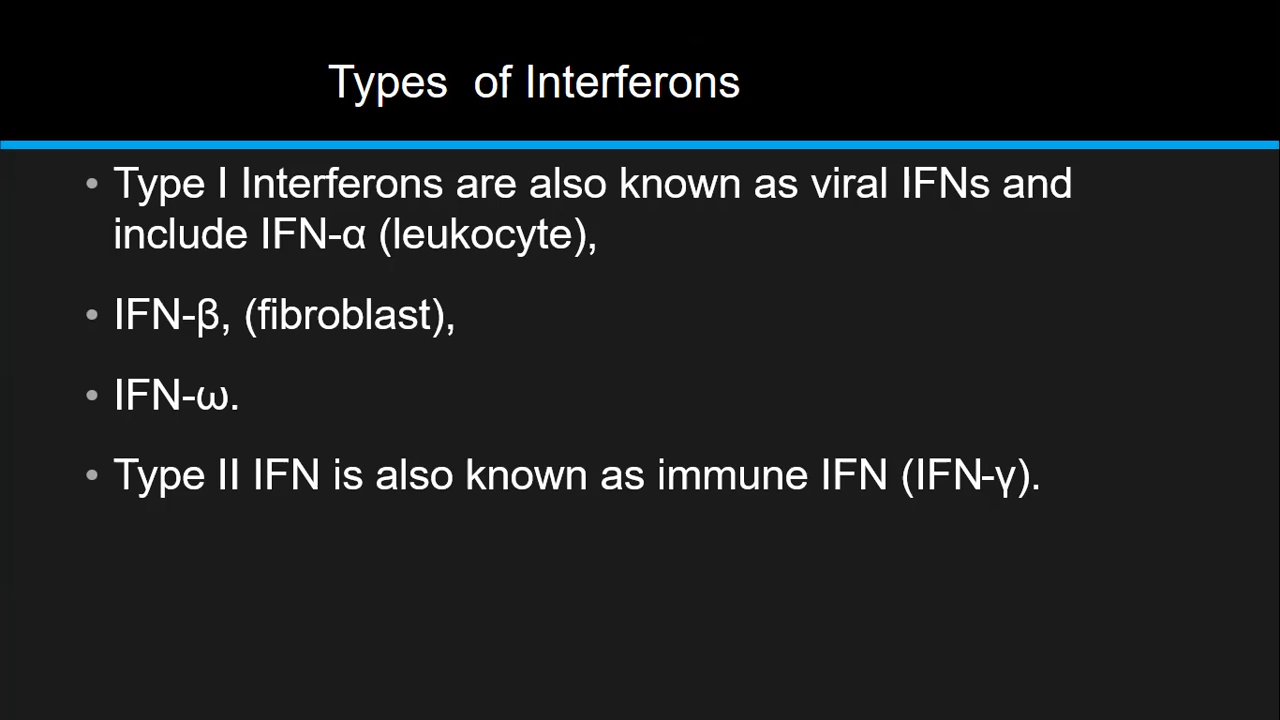 Types  of Interferons
• Type I Interferons are also known as viral IFNs and
include IFN-α (leukocyte),
• IFN-β, (fibroblast),
• IFN-ω.
• Type II IFN is also known as immune IFN (IFN-γ).